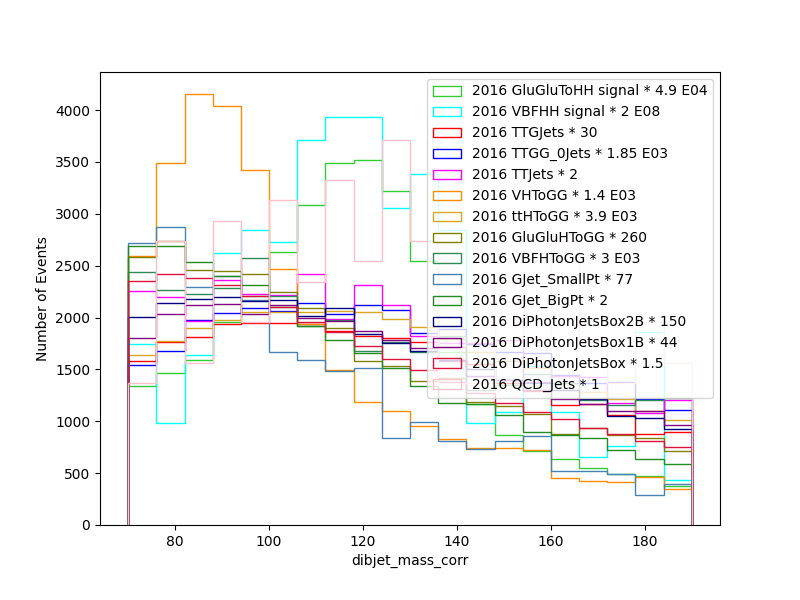 4000
3500
3000
2500
2000
1500
1000
500
0
Number of Events
80
100
120
140
160
180
dibjet_mass_corr
2016 GluGluToHH signal * 4.9 E04
2016 VBFHH signal * 2 E08
2016 TTGJets * 30
2016 TTGG_0Jets * 1.85 E03
2016 TTJets * 2
2016 VHToGG * 1.4 E03
2016 ttHToGG * 3.9 E03
2016 GluGluHToGG * 260
2016 VBFHToGG * 3 E03
2016 GJet_SmallPt * 77
2016 GJet_BigPt * 2
2016 DiPhotonJetsBox2B * 150
2016 DiPhotonJetsBox1B * 44
2016 DiPhotonJetsBox * 1.5
2016 QCD_Jets * 1